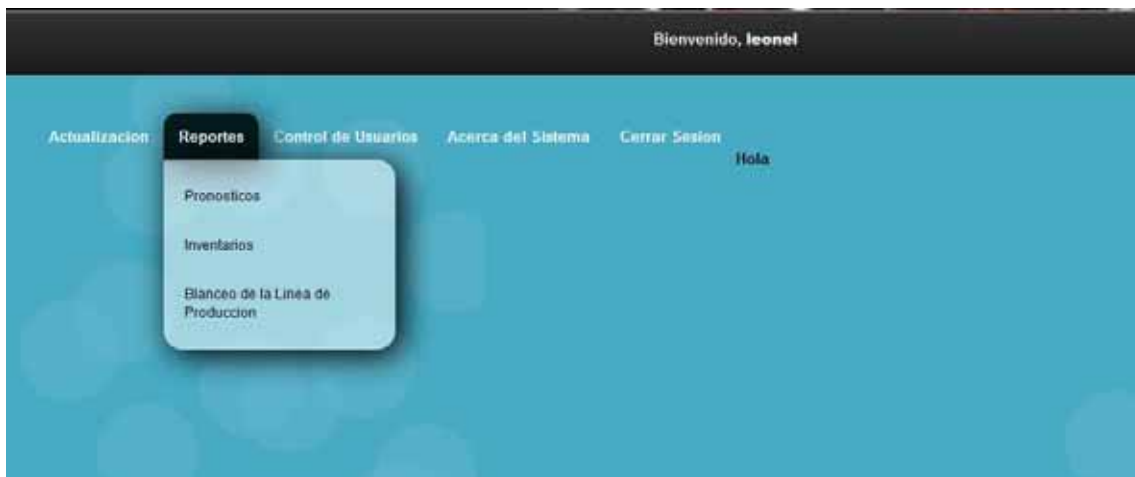 Bienvenido, leonel
Actualizacion Reportes Control de Usuarios Acerca del Sistema Cerrar Sesion
Hola
Pronosticos
Inventarios
Blanceo de la Linea de
Produccion